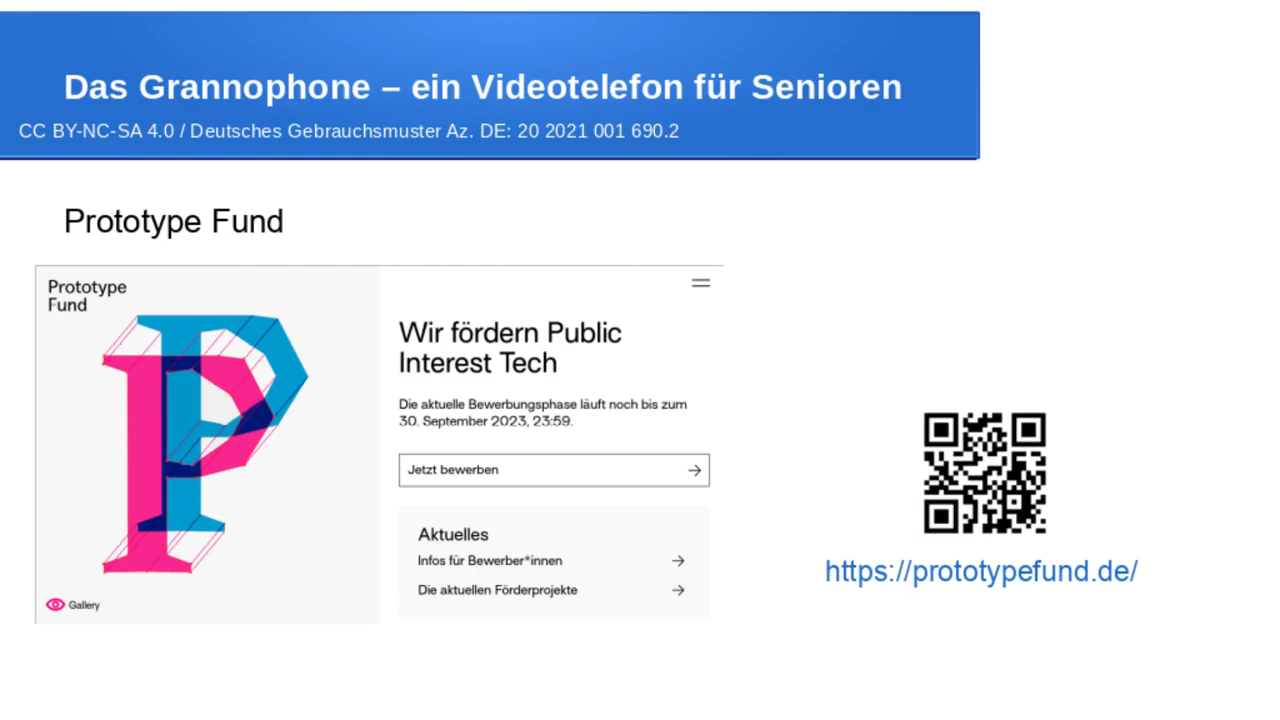 Das Grannophone – ein Videotelefon für Senioren
CC BY-NC-SA 4.0 / Deutsches Gebrauchsmuster Az. DE: 20 2021 001 690.2
Prototype Fund
Prototype
Fund
Gallery
Wir fördern Public
Interest Tech
Die aktuelle Bewerbungsphase läuft noch bis zum
30. September 2023, 23:59.
Jetzt bewerben
Aktuelles
Infos für Bewerber*innen
Die aktuellen Förderprojekte
https://prototypefund.de/